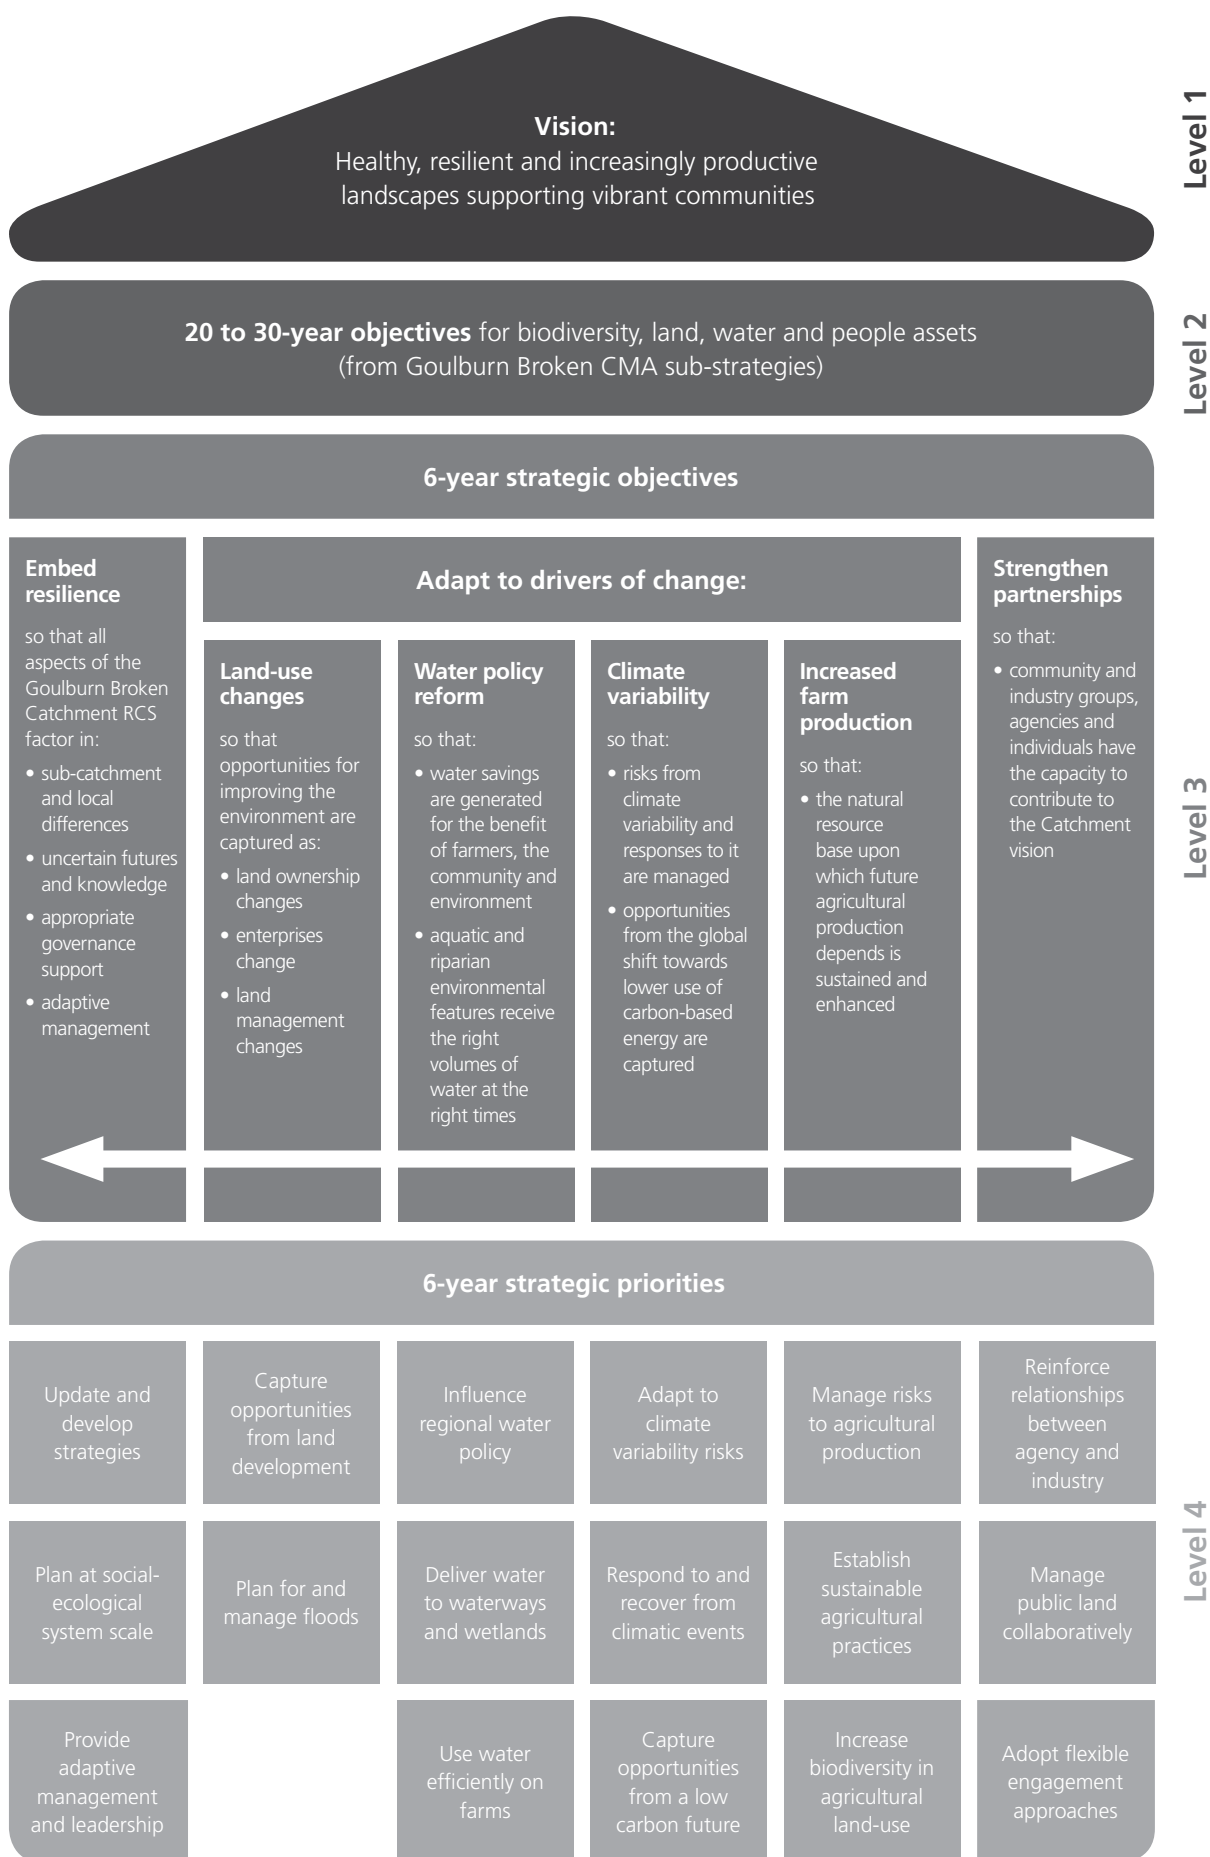 Vision:
Healthy, resilient and increasingly productive
landscapes supporting vibrant communities
Level 1
20 to 30-year objectives for biodiversity, land, water and people assets
(from Goulburn Broken CMA sub-strategies)
Level 2
6-year strategic objectives
Embed
resilience
so that all
aspects of the
Goulburn Broken
Catchment RCS
factor in:
• sub-catchment
and local
differences
• uncertain futures
and knowledge
• appropriate
governance
support
• adaptive
management
Adapt to drivers of change:
Land-use
changes
so that
opportunities for
improving the
environment are
captured as:
• land ownership
changes
• enterprises
change
• land
management
changes
Water policy
reform
so that:
• water savings
are generated
for the benefit
of farmers, the
community and
environment
• aquatic and
riparian
environmental
features receive
the right
volumes of
water at the
right times
Climate
variability
so that:
• risks from
climate
variability and
responses to it
are managed
• opportunities
from the global
shift towards
lower use of
carbon-based
energy are
captured
Increased
farm
production
so that:
• the natural
resource
base upon
which future
agricultural
production
depends is
sustained and
enhanced
Strengthen
partnerships
so that:
• community and
industry groups,
agencies and
individuals have
the capacity to
contribute to
the Catchment
vision
Level 3
6-year strategic priorities
Update and
develop
strategies
Capture
opportunities
from land
development
Influence
regional water
policy
Adapt to
climate
variability risks
Manage risks
to agricultural
production
Reinforce
relationships
between
agency and
industry
Plan at social-
ecological
system scale
Plan for and
manage floods
Deliver water
to waterways
and wetlands
Respond to and
recover from
climatic events
Establish
sustainable
agricultural
practices
Manage
public land
collaboratively
Provide
adaptive
management
and leadership
Use water
efficiently on
farms
Capture
opportunities
from a low
carbon future
Increase
biodiversity in
agricultural
land-use
Adopt flexible
engagement
approaches
Level 4